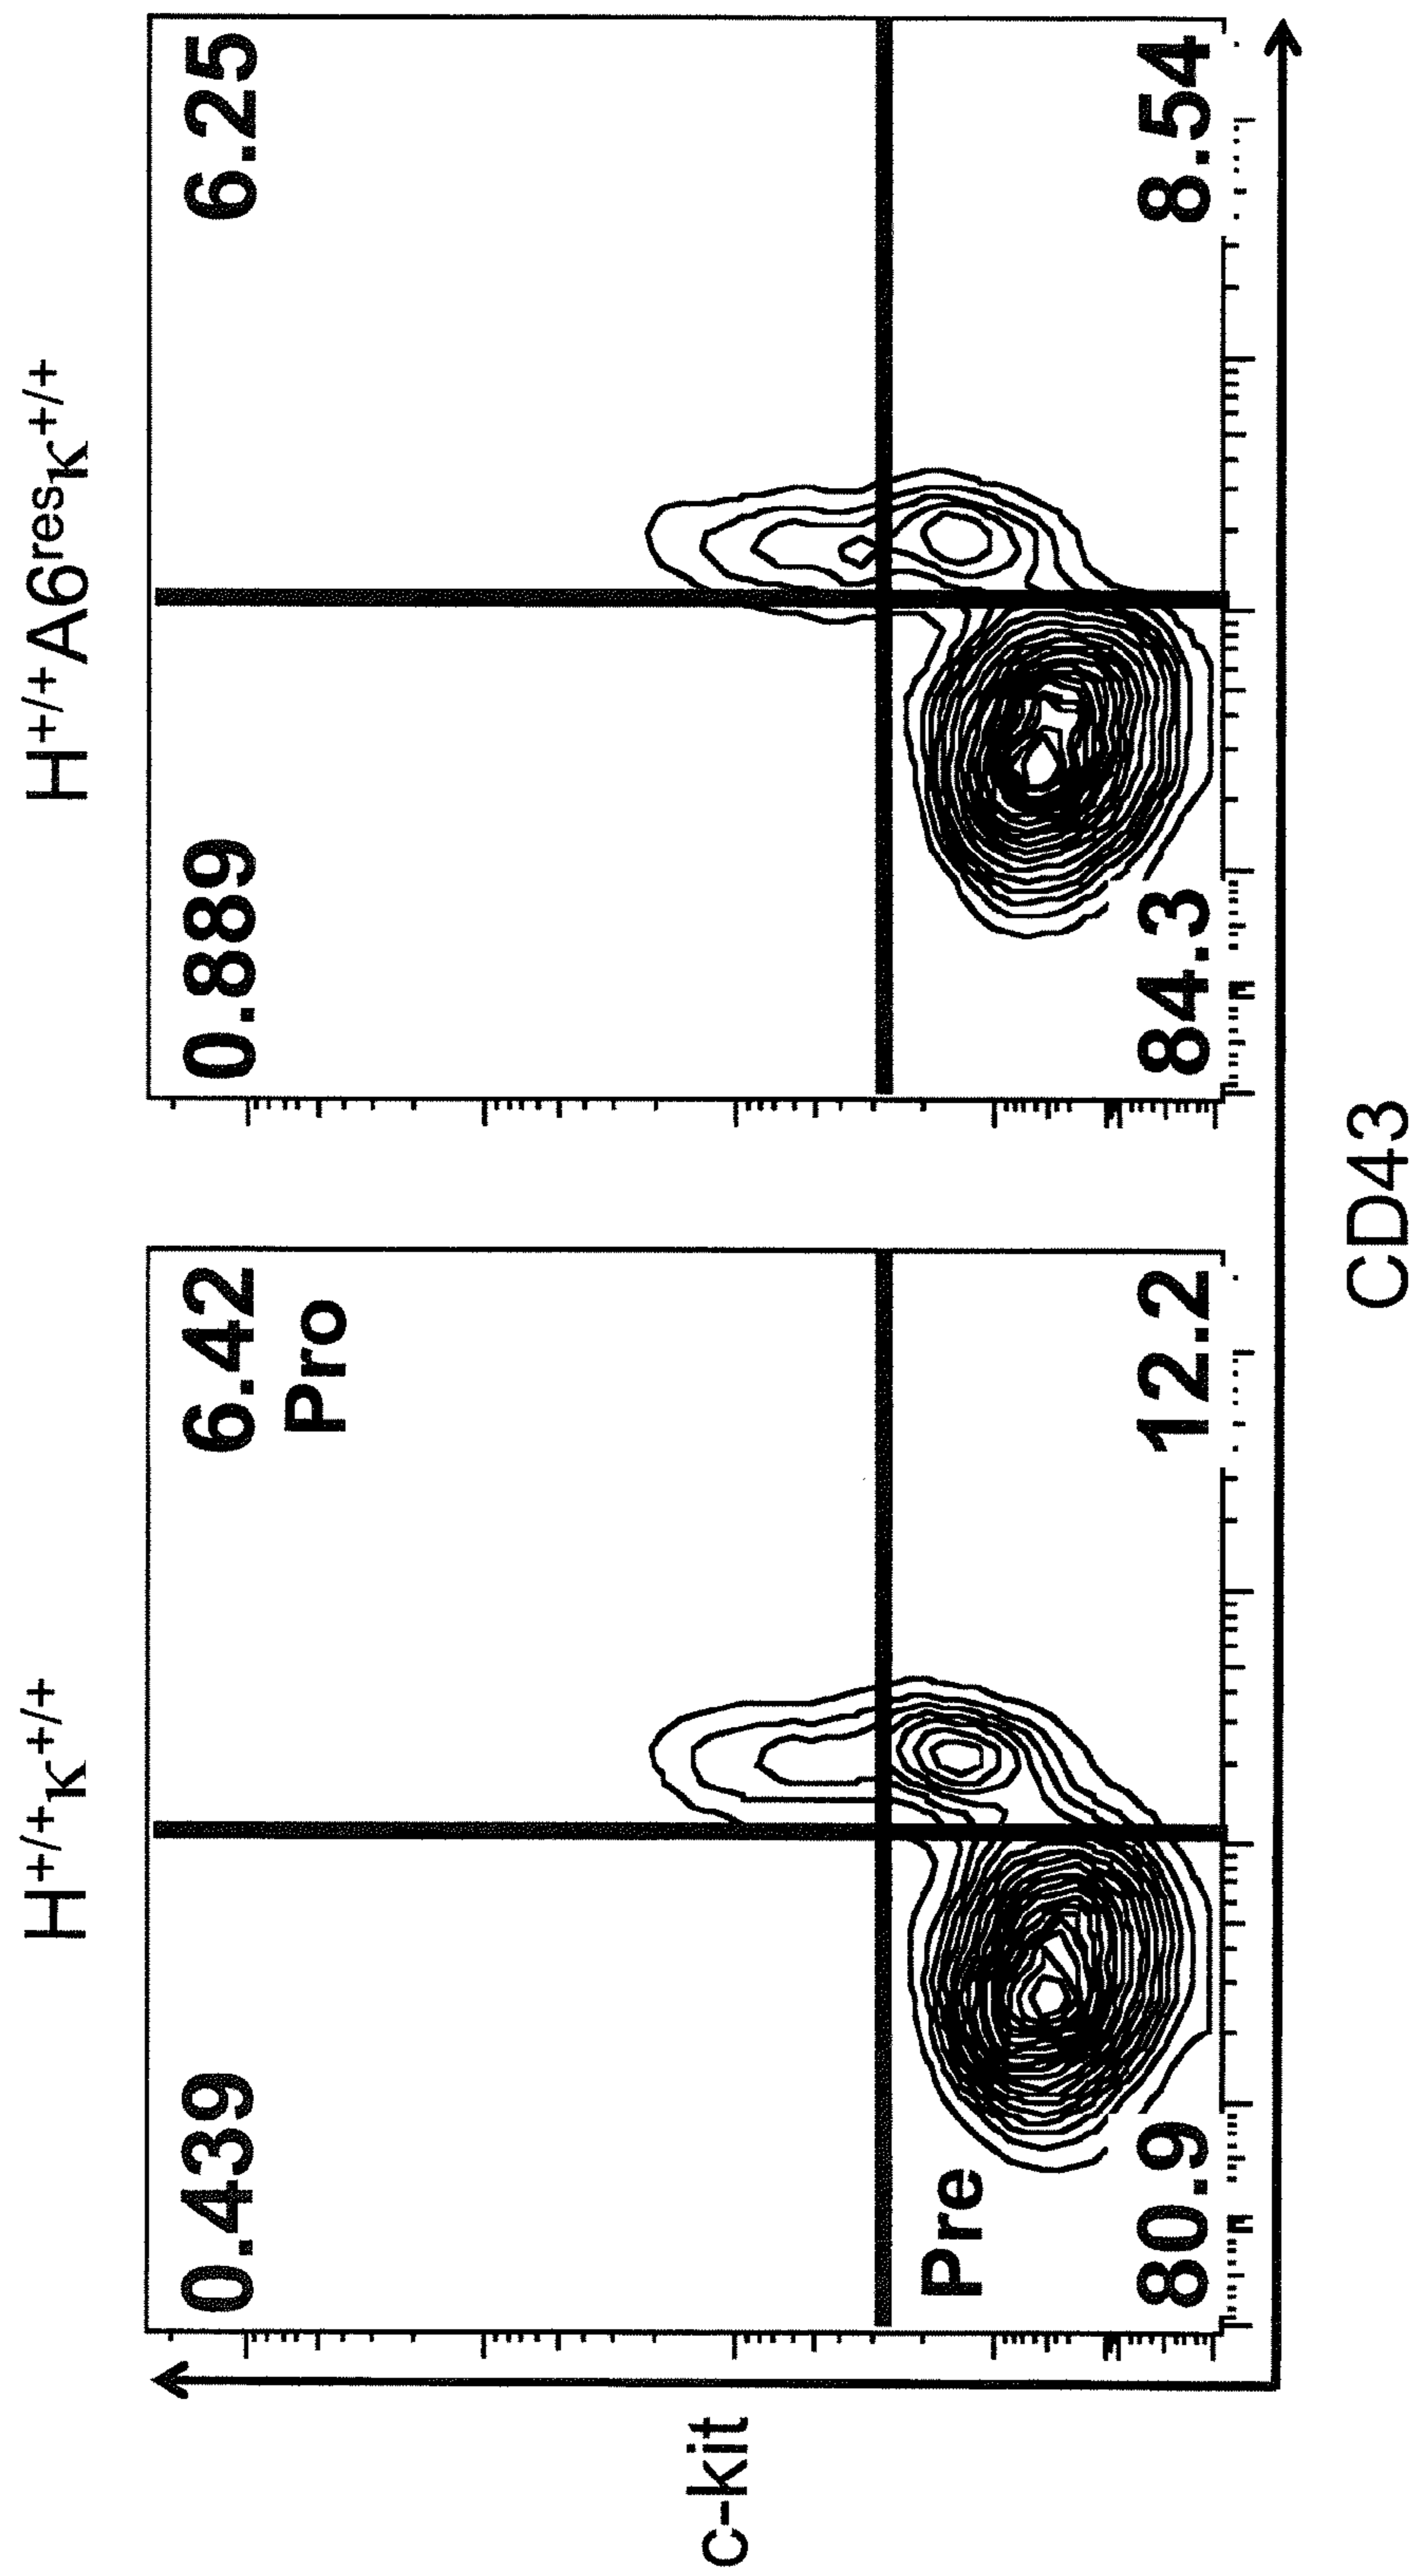 H+/+κ+/+
H+/+A6resκ+/+
0.439
6.42
Pro
Pre
80.9
12.2
0.889
6.25
84.3
8.54
c-kit
CD43